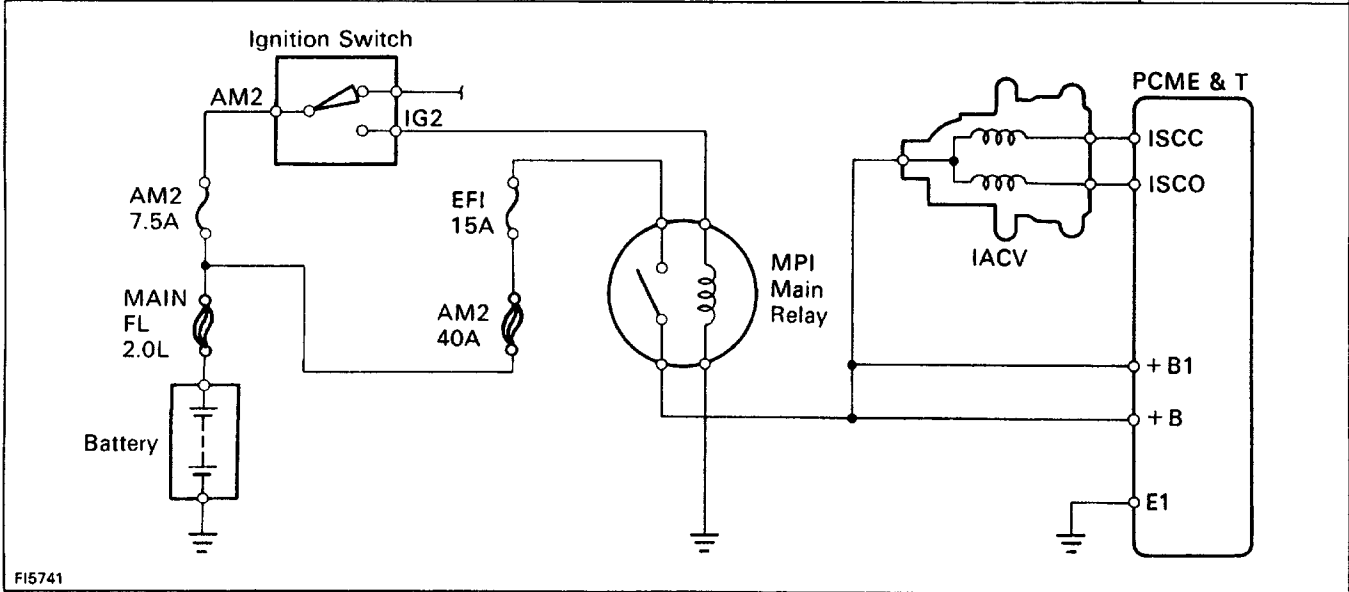 Ignition Switch
AM2
IG2
AM2
7.5A
EFI
15A
MAIN
FL
2.0L
AM2
40A
Battery
MPI
Main
Relay
IACV
PCME & T
ISCC
ISCO
+ B1
+ B
E1
FI5741